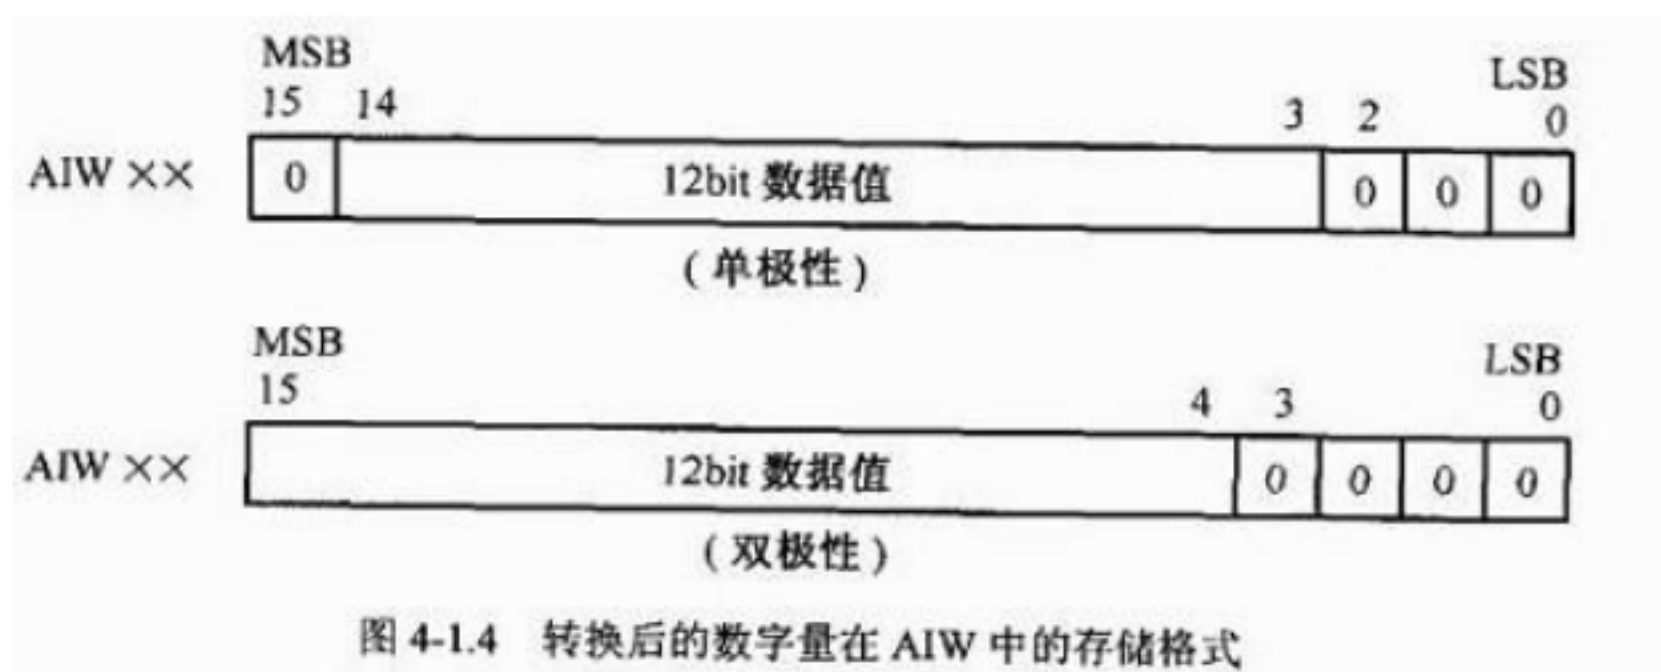 MSB LSB
15 14 3 2 0
AIW ×× 0 12bit 数据值 0 0 0
(单极性)
MSB LSB
15 4 3 0
AIW ×× 12bit 数据值 0 0 0 0
(双极性)
图 4-1.4 转换后的数字量在 AIW 中的存储格式